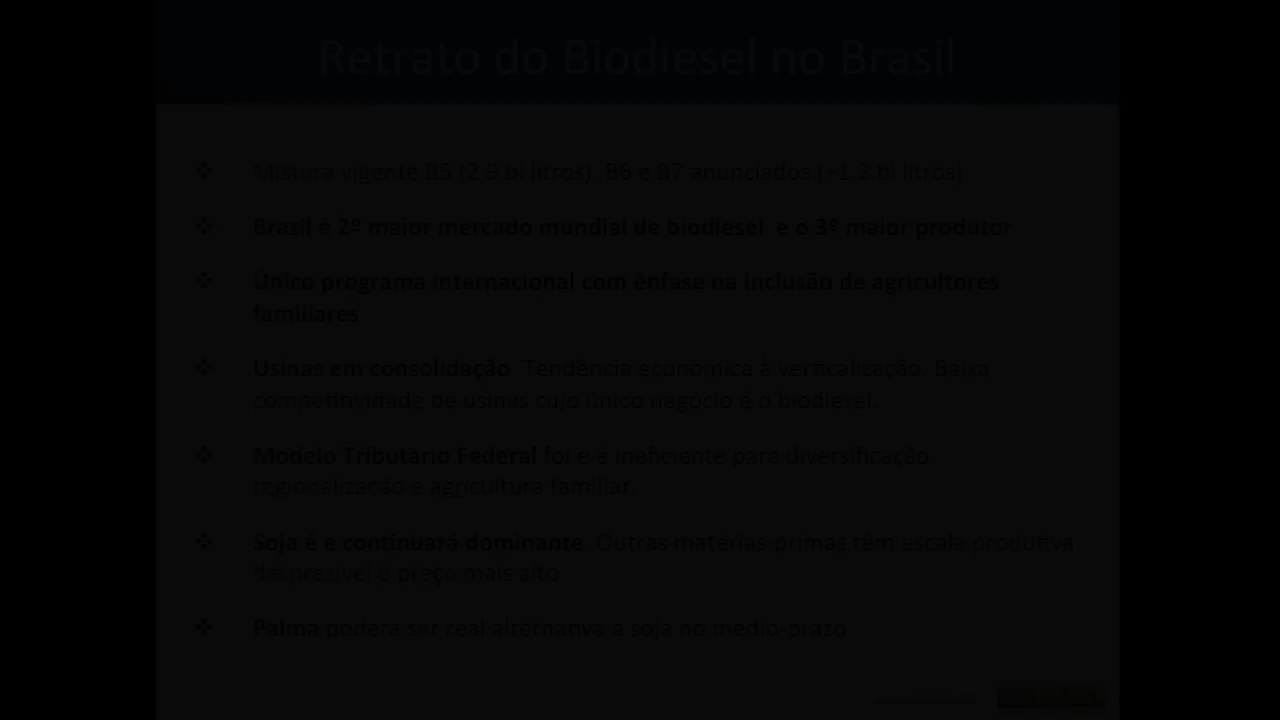 Retrato do Biodiesel no Brasil
❖ Mistura vigente B5 (2,9 bi litros). B6 e B7 anunciados (+1.2 bi litros)
❖ Brasil é 2º maior mercado mundial de biodiesel e o 3º maior produtor
❖ Único programa internacional com ênfase na inclusão de agricultores
familiares
❖ Usinas em consolidação. Tendência econômica à verticalização. Baixa
competitividade de usinas cujo único negócio é o biodiesel.
❖ Modelo Tributario Federal foi e é ineficiente para diversificação
regionalização e agricultura familiar.
❖ Soja é e continuará dominante. Outras matérias-primas têm escala produtiva
desprezível e preço mais alto
❖ Palma poderá ser real alternativa a soja no medio-prazo